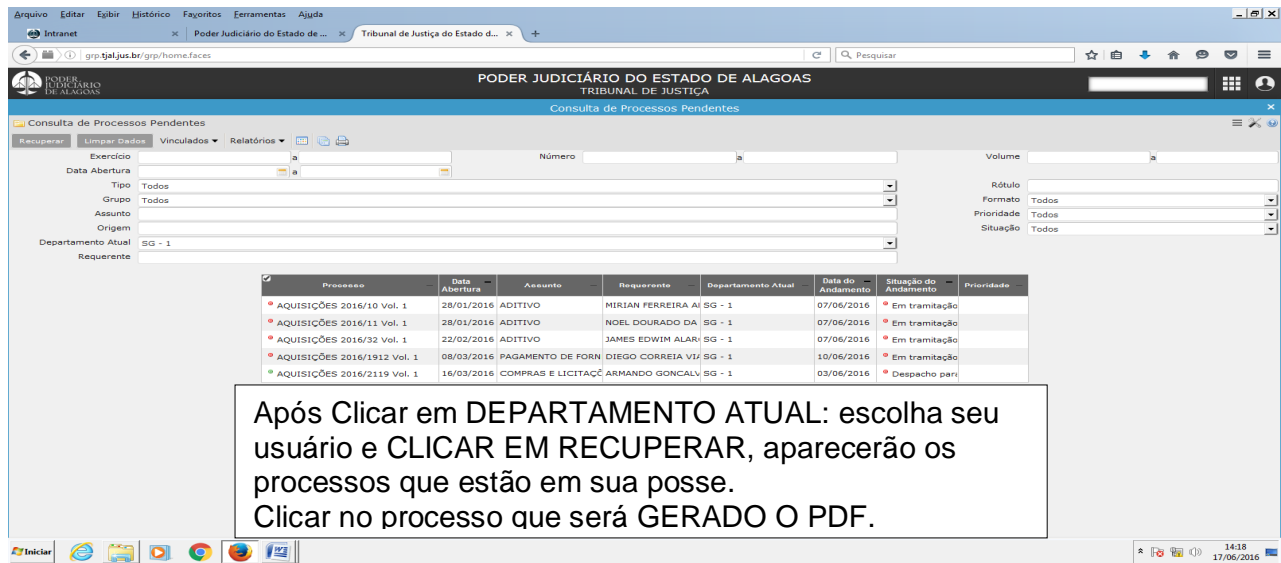 Arquivo Editar Exibir Histórico Favoritos Ferramentas Ajuda
Intranet × Poder Judiciário do Estado de ... × Tribunal de Justiça do Estado d... × +
grp.tjal.jus.br/grp/home.faces Pesquisar
PODER JUDICIÁRIO DE ALAGOAS
PODER JUDICIÁRIO DO ESTADO DE ALAGOAS
TRIBUNAL DE JUSTIÇA
Consulta de Processos Pendentes ×
Consulta de Processos Pendentes
Recuperar Limpar Dados Vinculados Relatórios
Exercício a Número a Volume a
Data Abertura a
Tipo Todos Rótulo
Grupo Todos Formato Todos
Assunto Prioridade Todos
Origem Situação Todos
Departamento Atual SG - 1
Requerente
Processo Data Abertura Assunto Requerente Departamento Atual Data do Andamento Situação do Andamento Prioridade
AQUISIÇÕES 2016/10 Vol. 1 28/01/2016 ADITIVO MIRIAN FERREIRA AI SG - 1 07/06/2016 Em tramitação
AQUISIÇÕES 2016/11 Vol. 1 28/01/2016 ADITIVO NOEL DOURADO DA SG - 1 07/06/2016 Em tramitação
AQUISIÇÕES 2016/32 Vol. 1 22/02/2016 ADITIVO JAMES EDWIM ALAR SG - 1 07/06/2016 Em tramitação
AQUISIÇÕES 2016/1912 Vol. 1 08/03/2016 PAGAMENTO DE FORN DIEGO CORREIA VI SG - 1 10/06/2016 Em tramitação
AQUISIÇÕES 2016/2119 Vol. 1 16/03/2016 COMPRAS E LICITAÇÕ ARMANDO GONCALV SG - 1 03/06/2016 Despacho para
Após Clicar em DEPARTAMENTO ATUAL: escolha seu
usuário e CLICAR EM RECUPERAR, aparecerão os
processos que estão em sua posse.
Clicar no processo que será GERADO O PDF.
Iniciar 14:18
17/06/2016